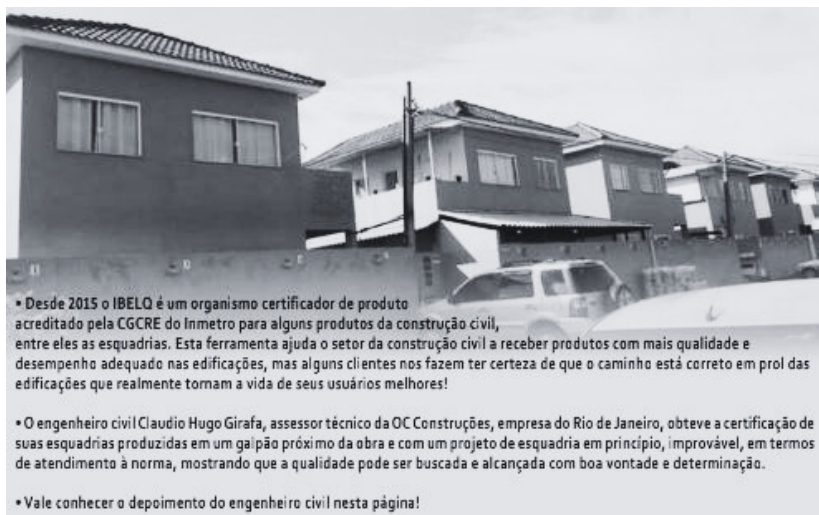 • Desde 2015 o IBELQ é um organismo certificador de produto
acreditado pela CGCRE do Inmetro para alguns produtos da construção civil,
entre eles as esquadrias. Esta ferramenta ajuda o setor da construção civil a receber produtos com mais qualidade e
desempenho adequado nas edificações, mas alguns clientes nos fazem ter certeza de que o caminho está correto em prol das
edificações que realmente tornam a vida de seus usuários melhores!
• O engenheiro civil Claudio Hugo Girafa, assessor técnico da OC Construções, empresa do Rio de Janeiro, obteve a certificação de
suas esquadrias produzidas em um galpão próximo da obra e com um projeto de esquadria em princípio, improvável, em termos
de atendimento à norma, mostrando que a qualidade pode ser buscada e alcançada com boa vontade e determinação.
• Vale conhecer o depoimento do engenheiro civil nesta página!